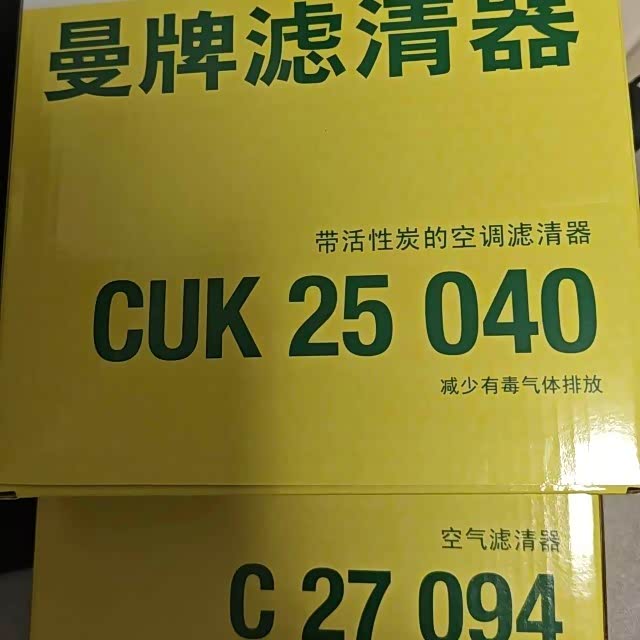 曼牌滤清器
带活性炭的空调滤清器
CUK 25 040
减少有毒气体排放
空气滤清器
C 27 094